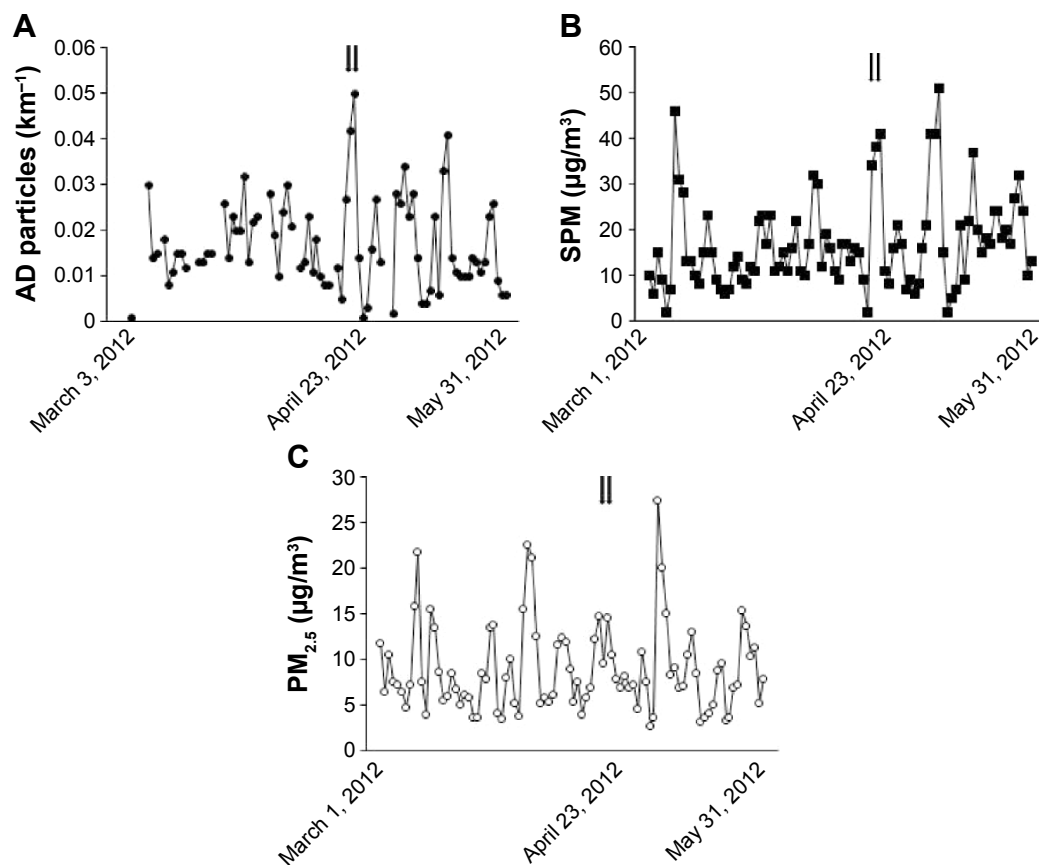 A
AD particles (km⁻¹)
0.06
0.05
0.04
0.03
0.02
0.01
0
March 3, 2012
April 23, 2012
May 31, 2012
B
SPM (µg/m³)
60
50
40
30
20
10
0
March 1, 2012
April 23, 2012
May 31, 2012
C
PM₂.₅ (µg/m³)
30
25
20
15
10
5
0
March 1, 2012
April 23, 2012
May 31, 2012